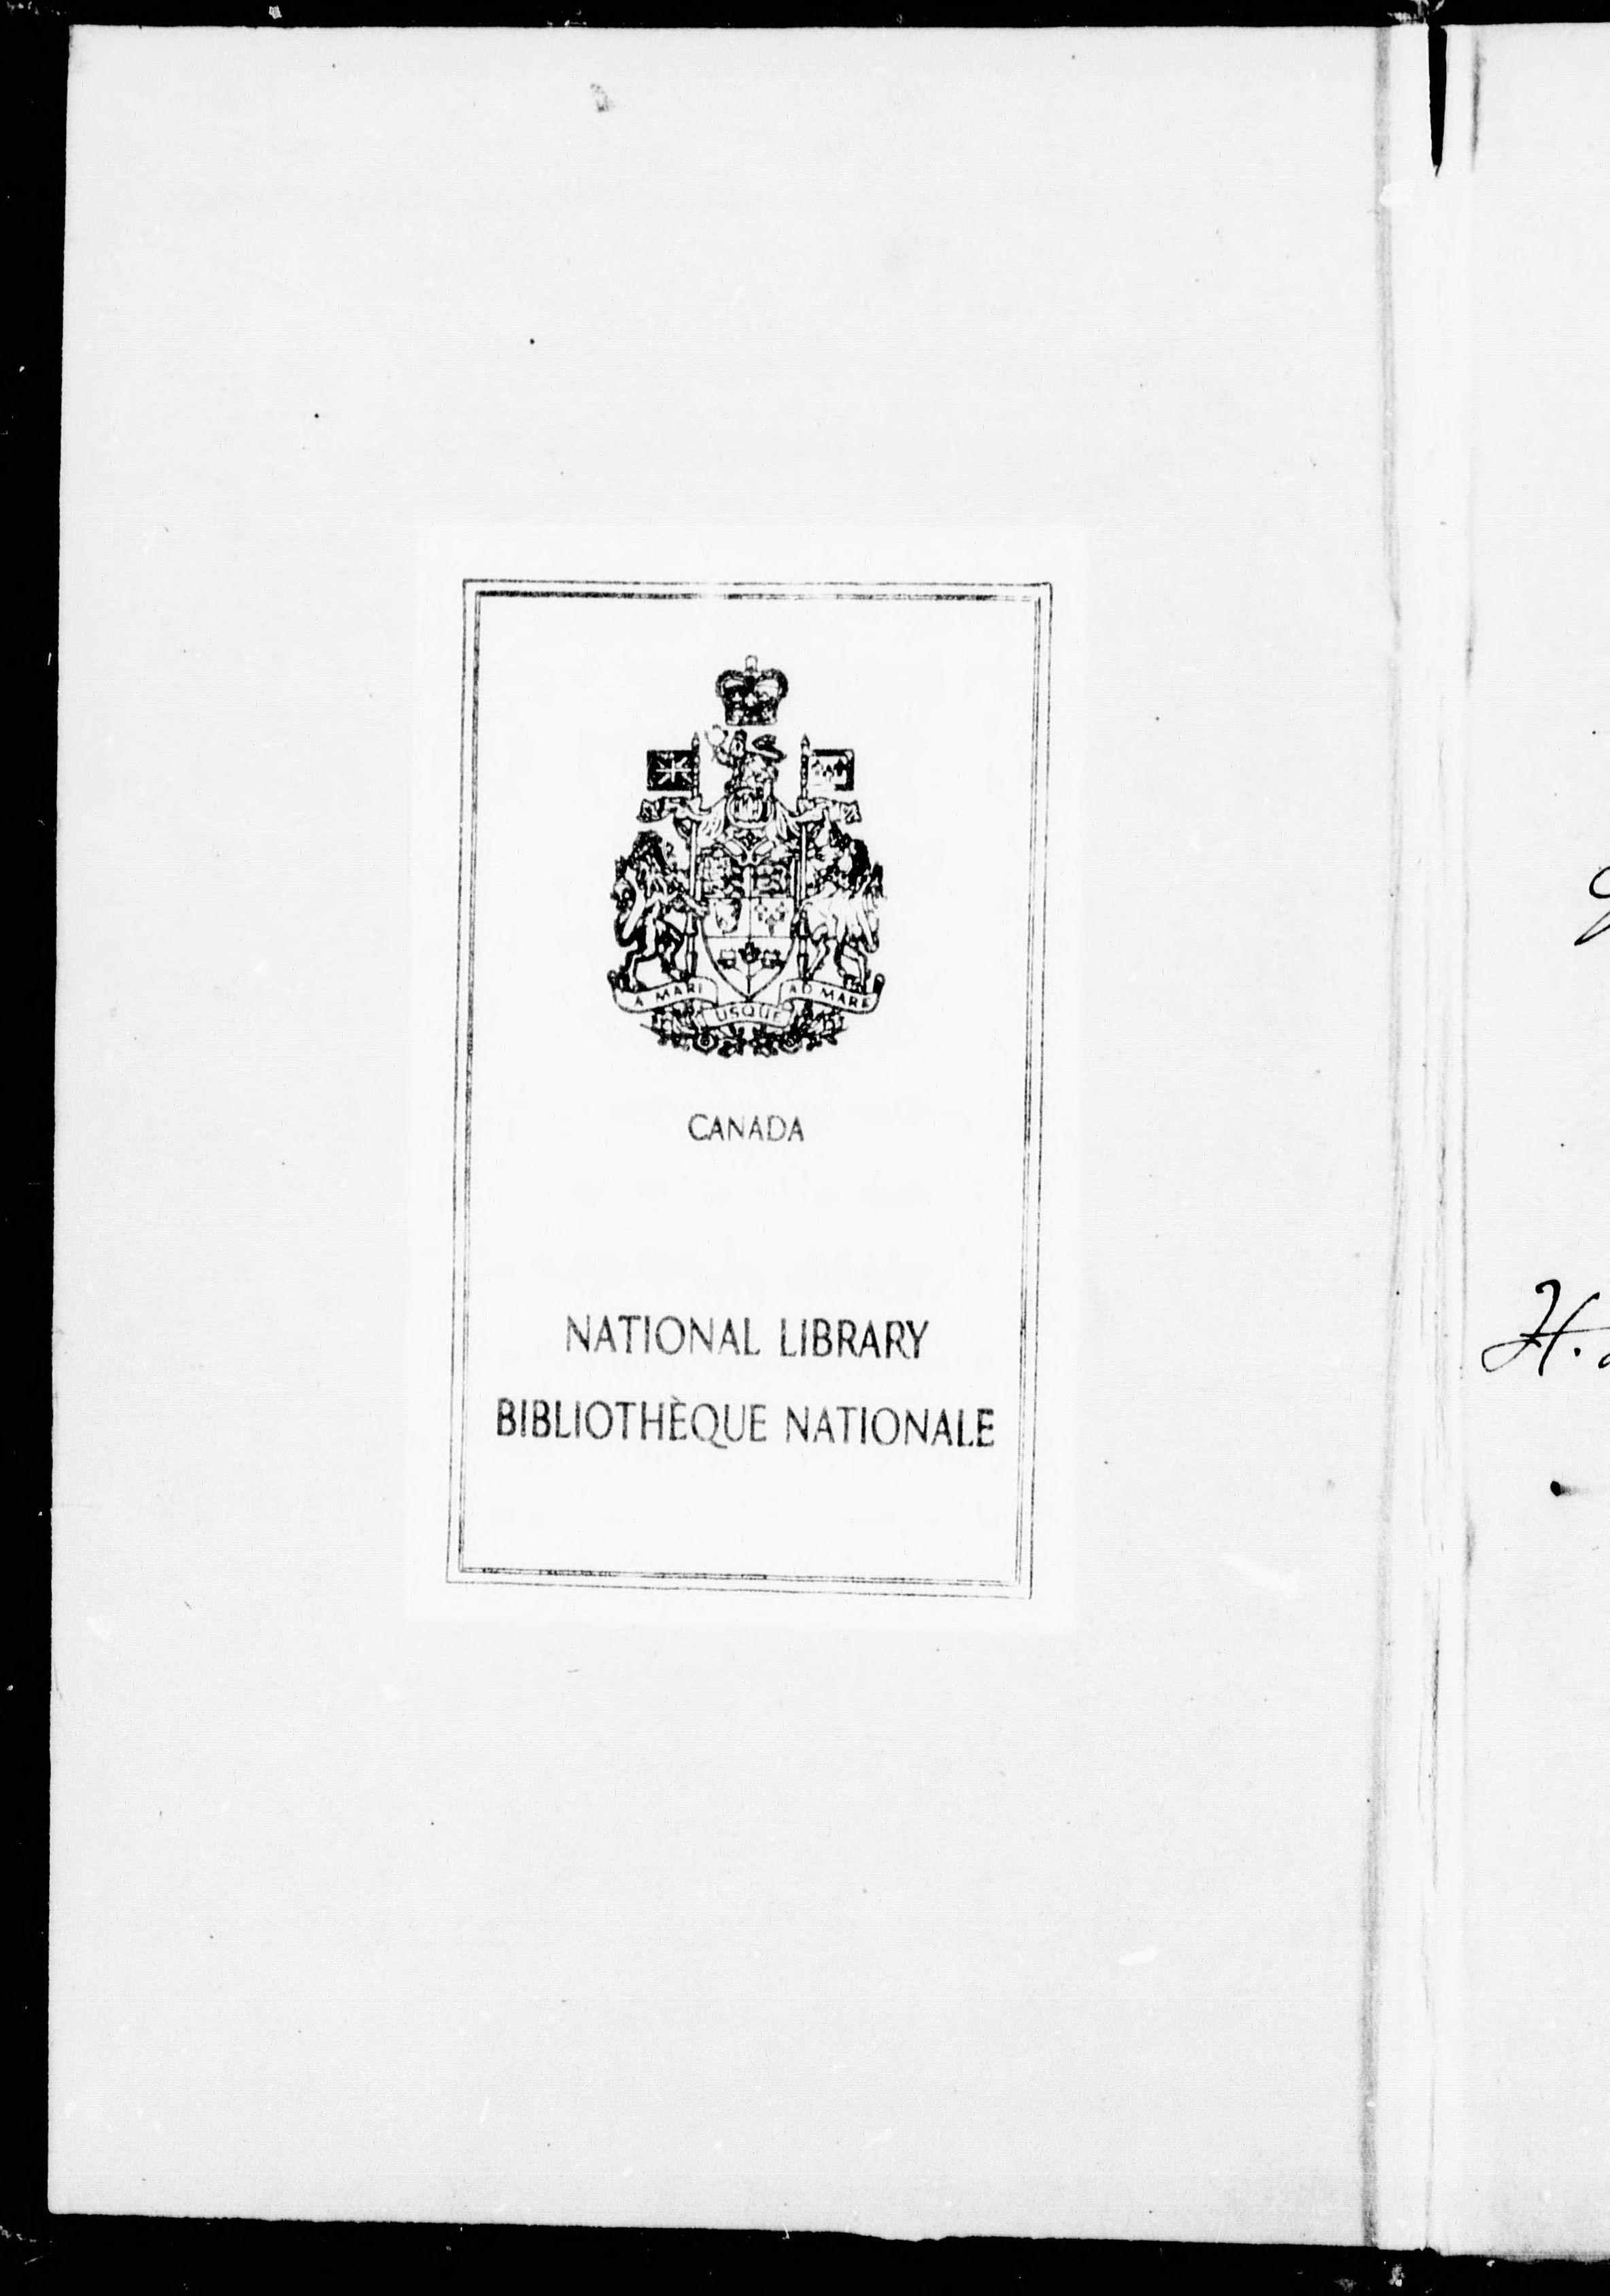 A MARI USQUE AD MARE
CANADA
NATIONAL LIBRARY
BIBLIOTHÈQUE NATIONALE
H.